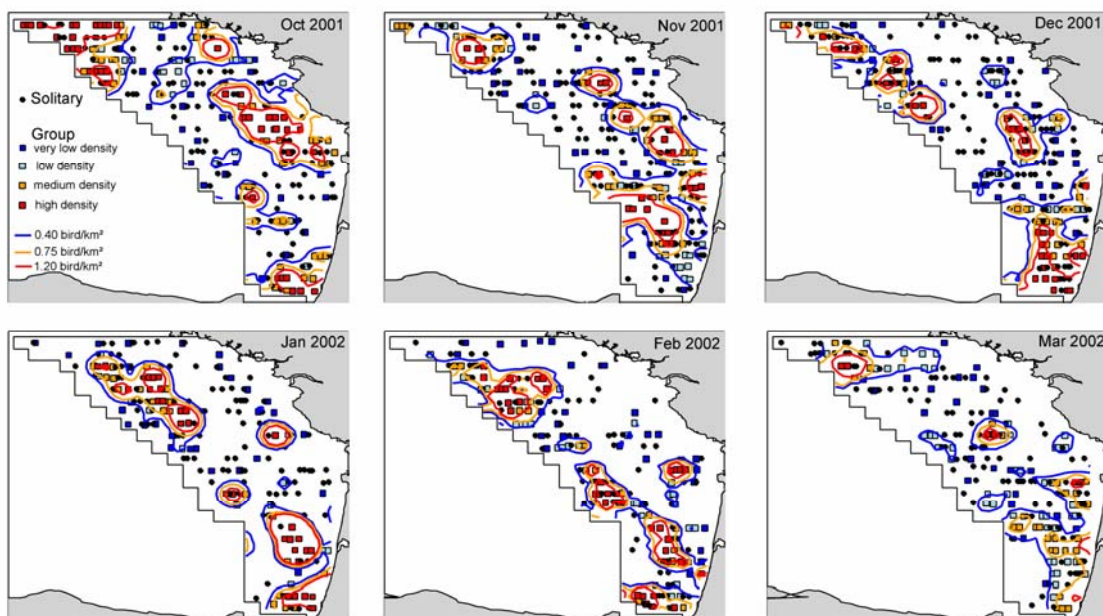 Oct 2001
Nov 2001
Dec 2001
Solitary
Group
very low density
low density
medium density
high density
0.40 bird/km²
0.75 bird/km²
1.20 bird/km²
Jan 2002
Feb 2002
Mar 2002